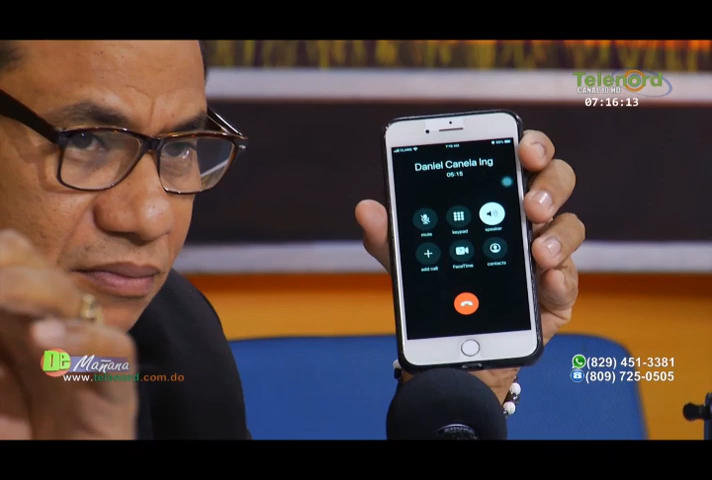 Telenord
CANAL 10 HD
07:16:13
Daniel Canela Ing
05:15
mute
keypad
speaker
add call
FaceTime
contacts
De
Mañana
www.telenord.com.do
(829) 451-3381
(809) 725-0505